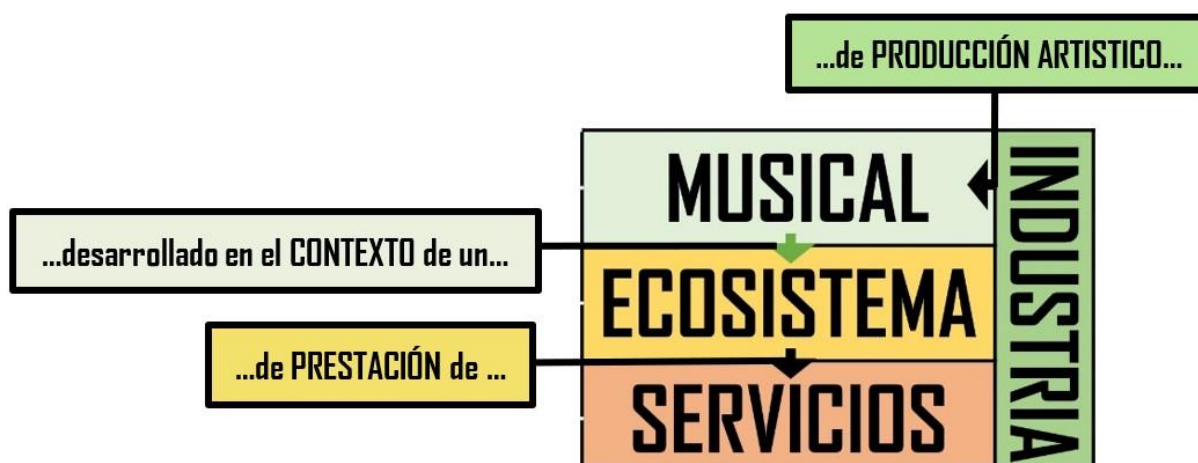 ...de PRODUCCIÓN ARTISTICO...
MUSICAL
INDUSTRIA
...desarrollado en el CONTEXTO de un...
ECOSISTEMA
...de PRESTACIÓN de ...
SERVICIOS